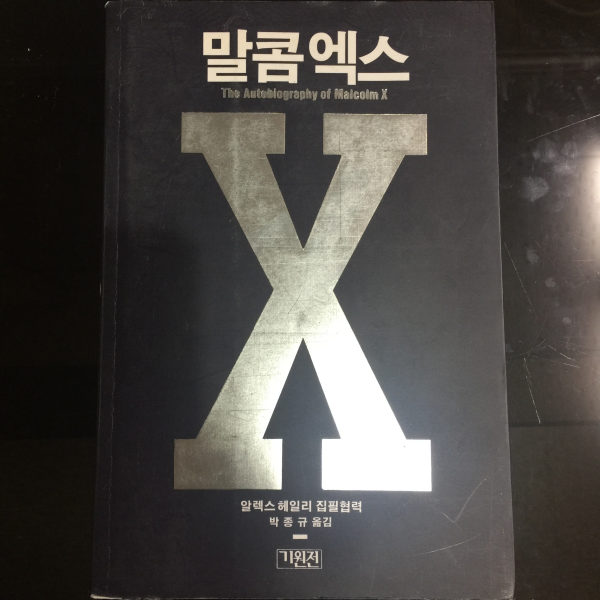 말콤 엑스
The Autobiography of Malcolm X
X
알렉스 헤일리 집필협력
박종규 옮김
기원전